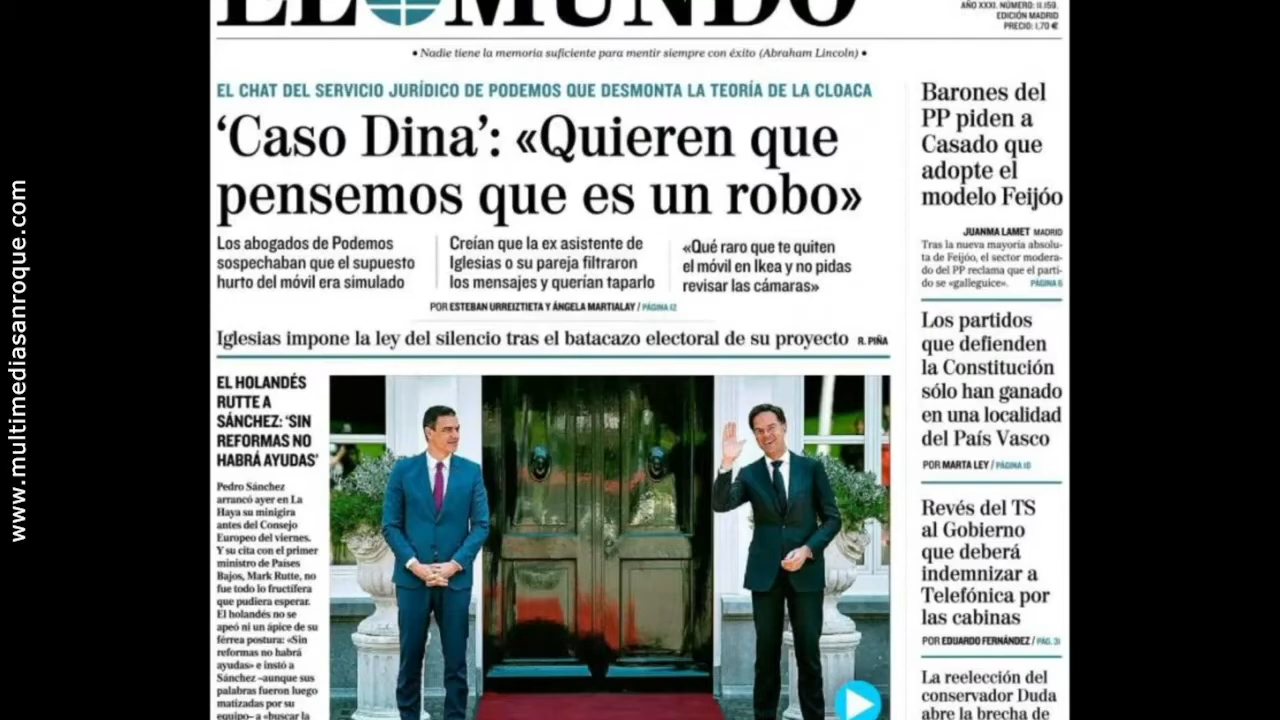 EL MUNDO
AÑO XXXI. NÚMERO: 11.159.
EDICIÓN MADRID
PRECIO: 1,70 €
• Nadie tiene la memoria suficiente para mentir siempre con éxito (Abraham Lincoln) •
EL CHAT DEL SERVICIO JURÍDICO DE PODEMOS QUE DESMONTA LA TEORÍA DE LA CLOACA
‘Caso Dina’: «Quieren que
pensemos que es un robo»
Los abogados de Podemos
sospechaban que el supuesto
hurto del móvil era simulado
Creían que la ex asistente de
Iglesias o su pareja filtraron
los mensajes y querían taparlo
«Qué raro que te quiten
el móvil en Ikea y no pidas
revisar las cámaras»
POR ESTEBAN URREIZTIETA Y ÁNGELA MARTIALAY / PÁGINA 12
Iglesias impone la ley del silencio tras el batacazo electoral de su proyecto R. PIÑA
EL HOLANDÉS
RUTTE A
SÁNCHEZ: ‘SIN
REFORMAS NO
HABRÁ AYUDAS’
Pedro Sánchez
arrancó ayer en La
Haya su minigira
antes del Consejo
Europeo del viernes.
Y su cita con el primer
ministro de Países
Bajos, Mark Rutte, no
fue todo lo fructífera
que pudiera esperar.
El holandés no se
apeó ni un ápice de su
férrea postura: «Sin
reformas no habrá
ayudas» e instó a
Sánchez –aunque sus
palabras fueron luego
matizadas por su
equipo– a «buscar la
Barones del
PP piden a
Casado que
adopte el
modelo Feijóo
JUANMA LAMET MADRID
Tras la nueva mayoría absolu-
ta de Feijóo, el sector modera-
do del PP reclama que el parti-
do se «galleguice». PÁGINA 6
Los partidos
que defienden
la Constitución
sólo han ganado
en una localidad
del País Vasco
POR MARTA LEY / PÁGINA 10
Revés del TS
al Gobierno
que deberá
indemnizar a
Telefónica por
las cabinas
POR EDUARDO FERNÁNDEZ / PÁG. 31
La reelección del
conservador Duda
abre la brecha de
www.multimediasanroque.com